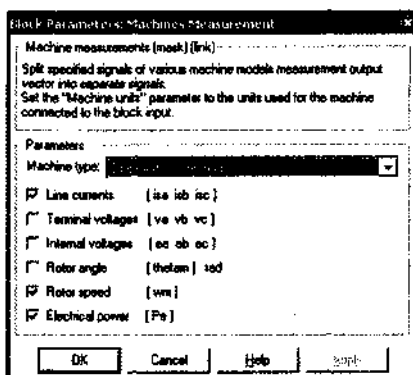 Block Parameters: Machines Measurement
Machine measurements (mask) (link)
Split specified signals of various machine models measurement output
vector into separate signals.
Set the "Machine units" parameter to the units used for the machine
connected to the block input.
Parameters
Machine type:
Line currents [ isa isb isc ]
Terminal voltages [ va vb vc ]
Internal voltages [ ea eb ec ]
Rotor angle [ thetam ] rad
Rotor speed [ wm ]
Electrical power [ Pe ]
OK Cancel Help Apply